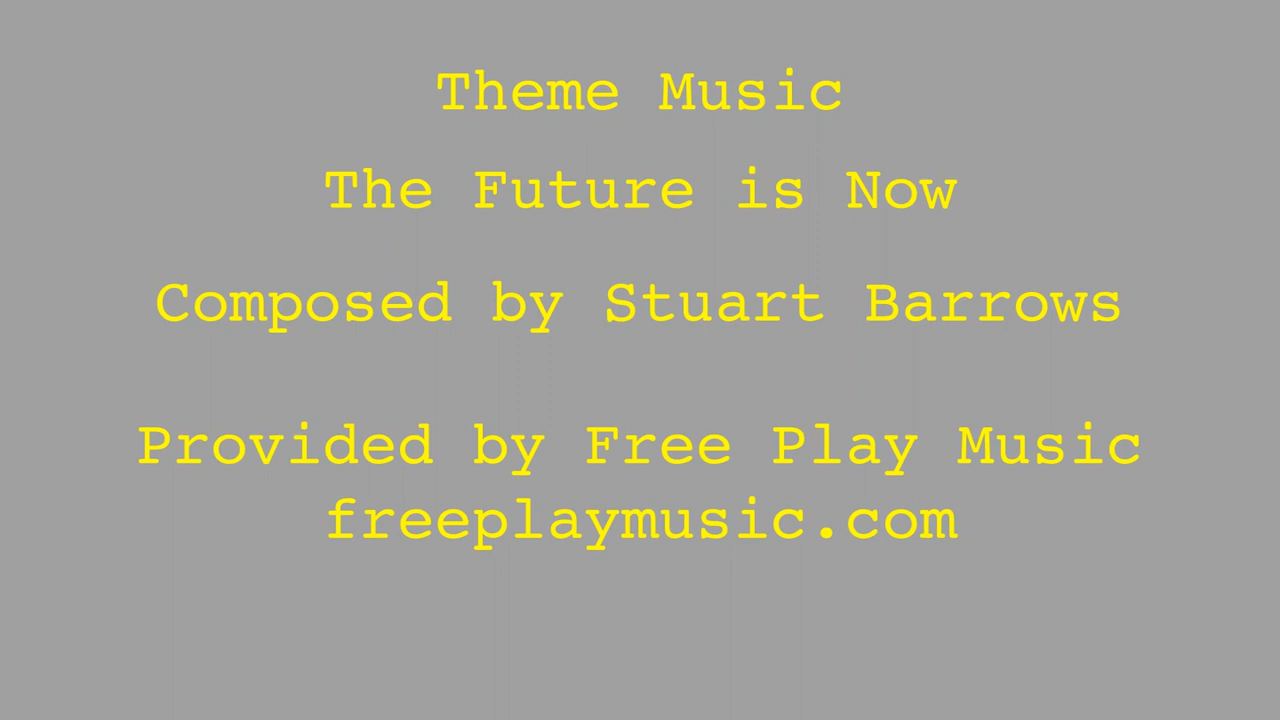 Theme Music
The Future is Now
Composed by Stuart Barrows
Provided by Free Play Music
freeplaymusic.com